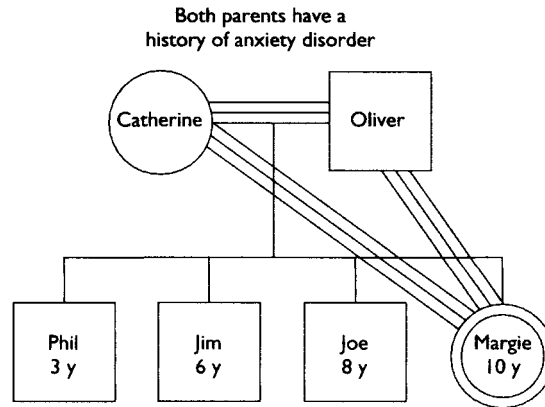 Both parents have a
history of anxiety disorder
Catherine
Oliver
Phil
3 y
Jim
6 y
Joe
8 y
Margie
10 y